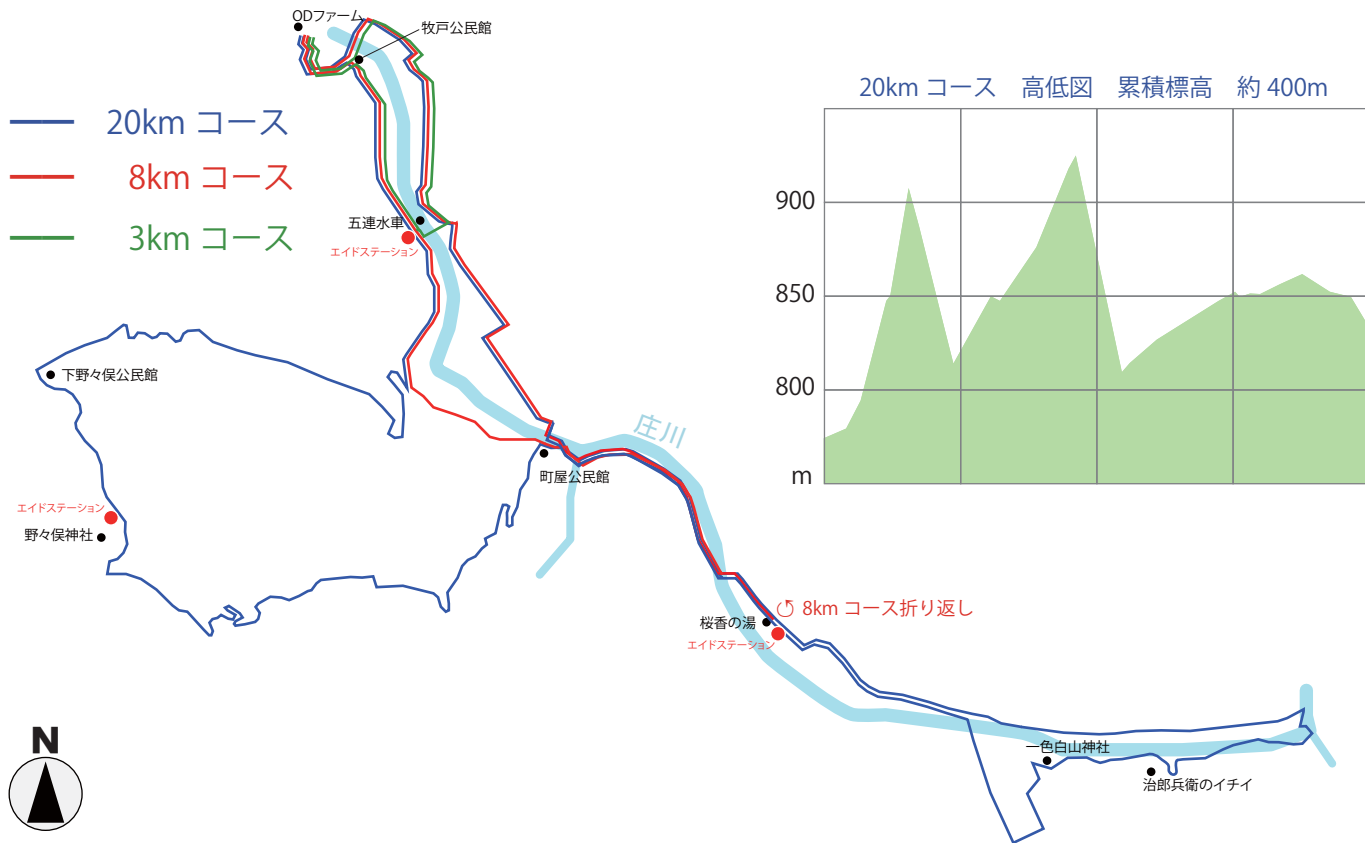 ODファーム
牧戸公民館
20km コース
8km コース
3km コース
20km コース 高低図 累積標高 約 400m
900
850
800
m
五連水車
エイドステーション
下野々俣公民館
庄川
町屋公民館
エイドステーション
野々俣神社
8km コース折り返し
桜香の湯
エイドステーション
一色白山神社
治郎兵衛のイチイ
N